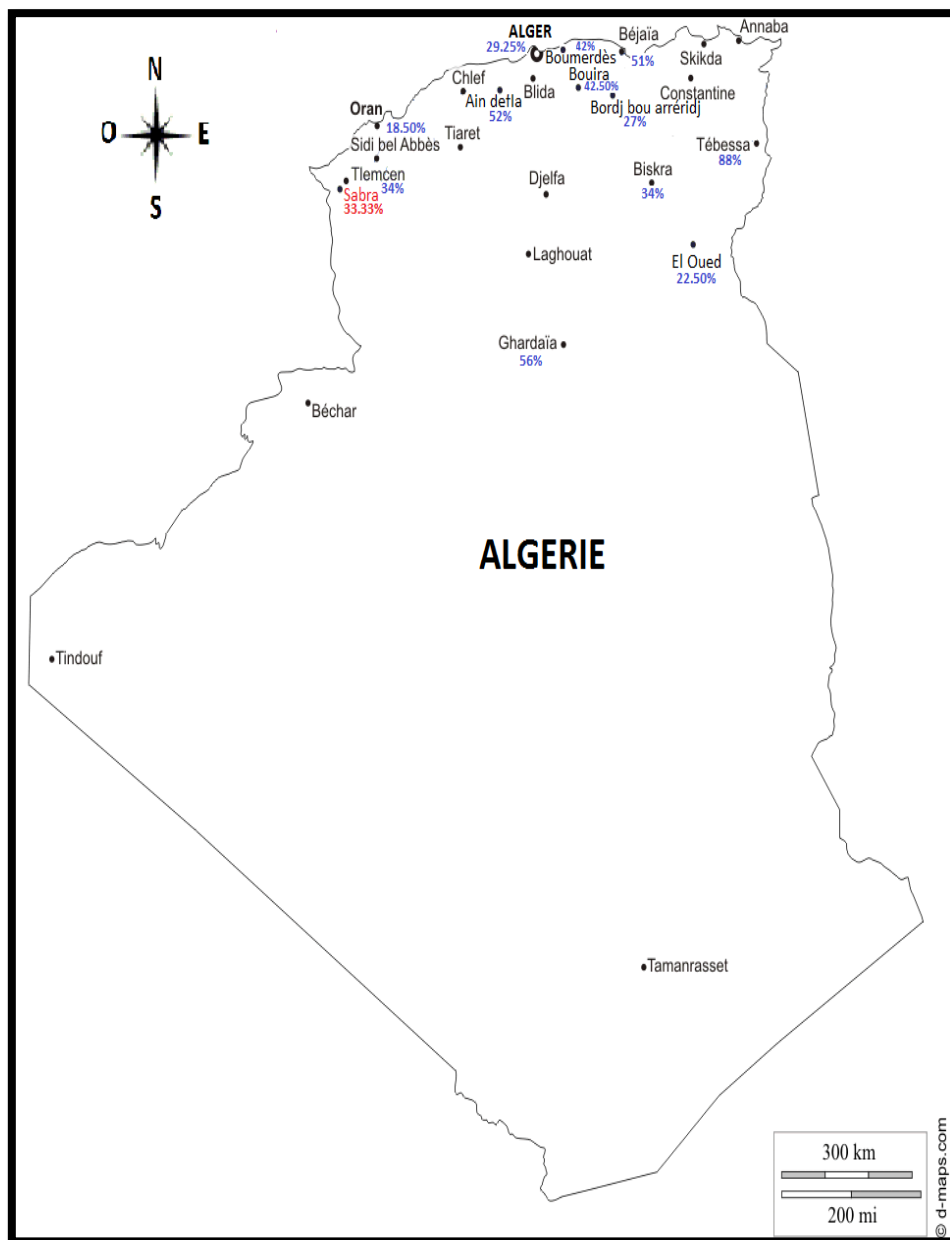 Annaba
ALGER
29.25%
42%
Béjaïa
51%
Skikda
Boumerdès
Bouira
42.50%
Chlef
Blida
Constantine
Ain defla
52%
Bordj bou arréridj
27%
Oran
18.50%
Tiaret
Sidi bel Abbès
Tébessa
88%
Tlemcen
34%
Sabra
33.33%
Djelfa
Biskra
34%
Laghouat
El Oued
22.50%
Ghardaïa
56%
Béchar
N
O
E
S
ALGERIE
Tindouf
Tamanrasset
300 km
200 mi
© d-maps.com